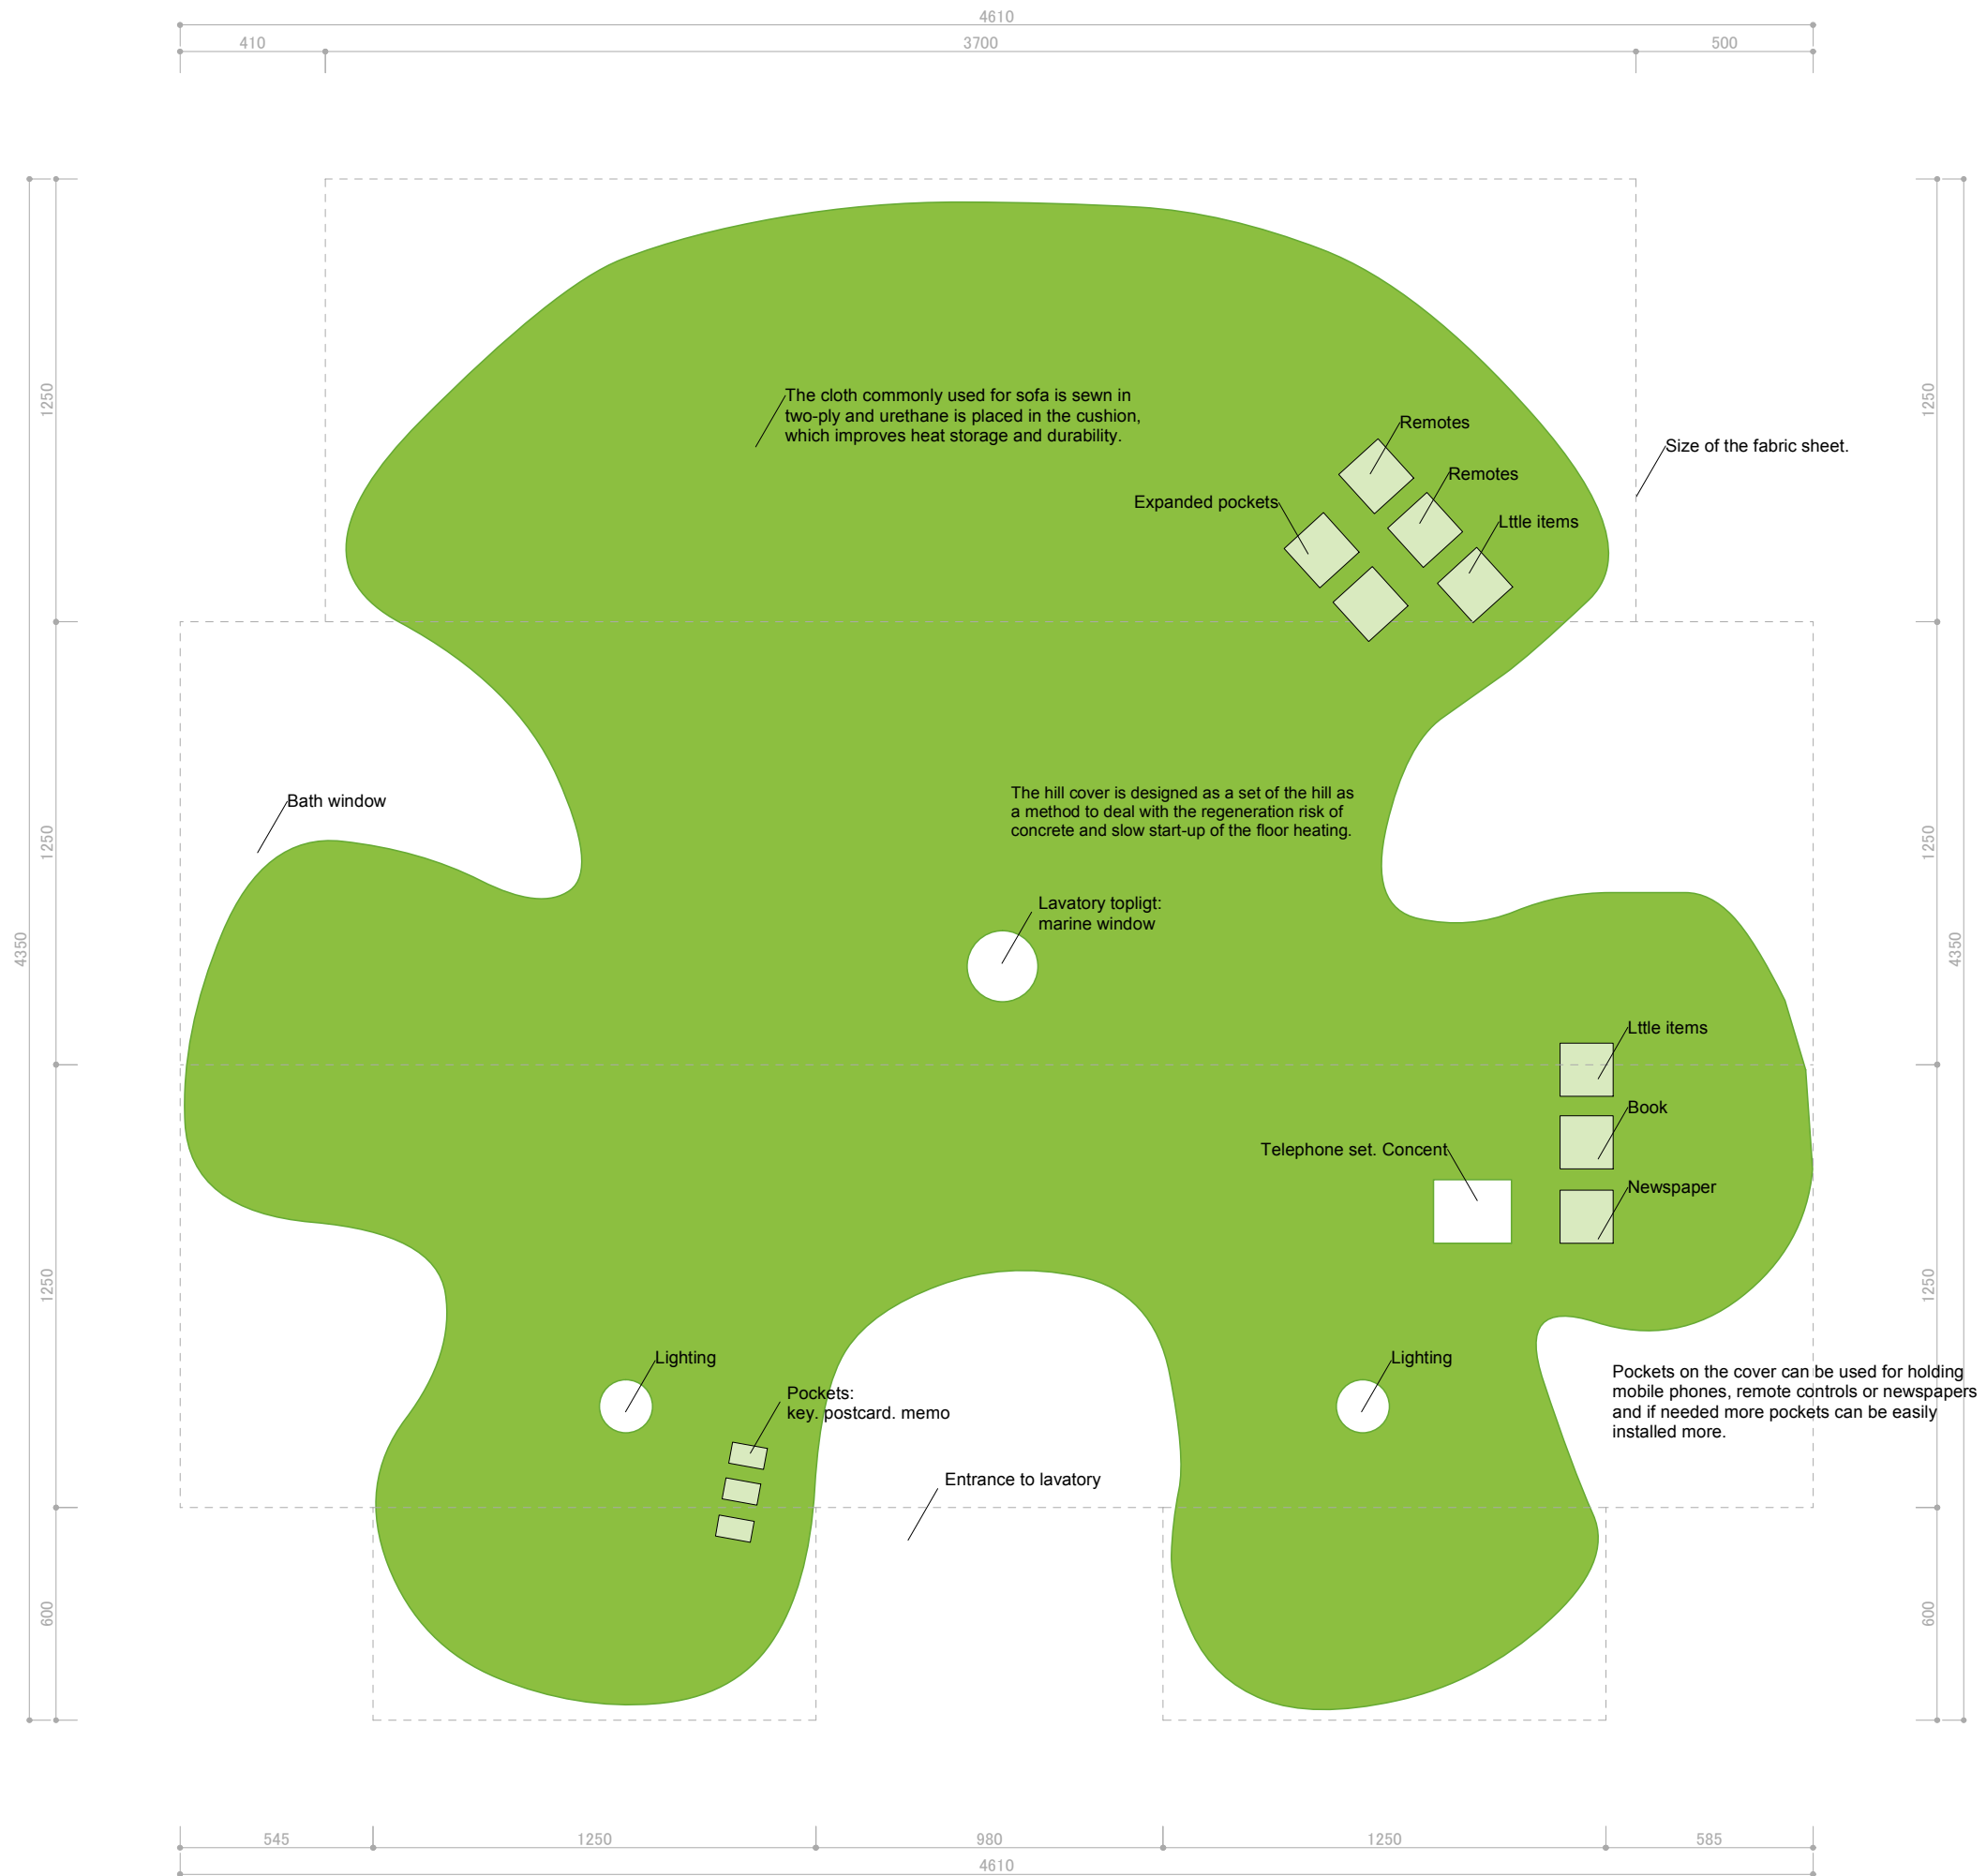 4610
410
3700
500
1250
1250
The cloth commonly used for sofa is sewn in
two-ply and urethane is placed in the cushion,
which improves heat storage and durability.
Remotes
Size of the fabric sheet.
Remotes
Expanded pockets
Lttle items
Bath window
The hill cover is designed as a set of the hill as
a method to deal with the regeneration risk of
concrete and slow start-up of the floor heating.
1250
1250
Lavatory topligt:
marine window
4350
4350
Lttle items
Book
Telephone set. Concent
Newspaper
1250
1250
Lighting
Lighting
Pockets:
key. postcard. memo
Pockets on the cover can be used for holding
mobile phones, remote controls or newspapers
and if needed more pockets can be easily
installed more.
Entrance to lavatory
600
600
545
1250
980
1250
585
4610